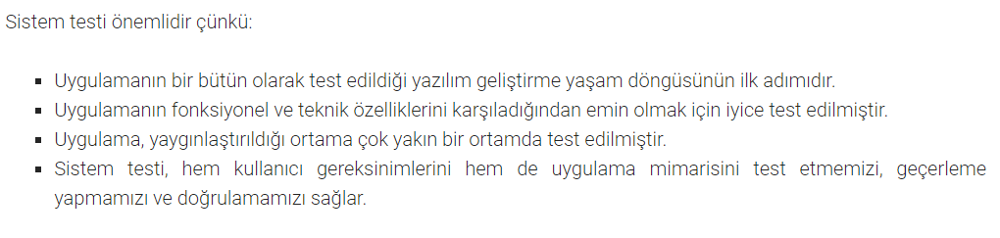 Sistem testi önemlidir çünkü:
▪ Uygulamanın bir bütün olarak test edildiği yazılım geliştirme yaşam döngüsünün ilk adımıdır.
▪ Uygulamanın fonksiyonel ve teknik özelliklerini karşıladığından emin olmak için iyice test edilmiştir.
▪ Uygulama, yaygınlaştırıldığı ortama çok yakın bir ortamda test edilmiştir.
▪ Sistem testi, hem kullanıcı gereksinimlerini hem de uygulama mimarisini test etmemizi, geçerleme
yapmamızı ve doğrulamamızı sağlar.